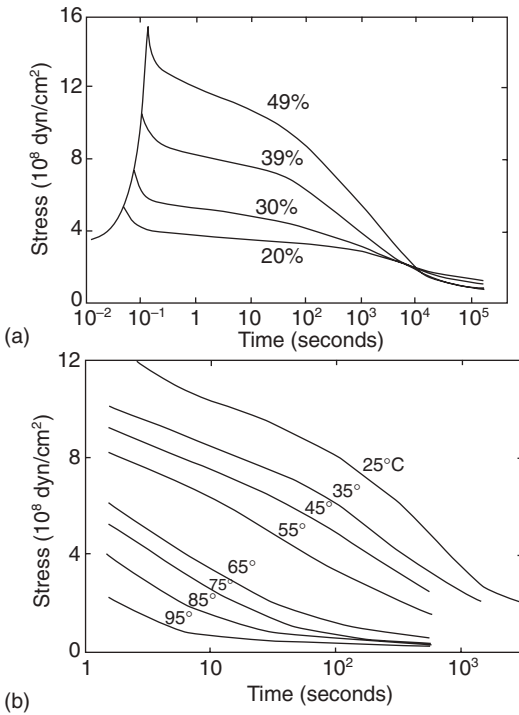 16
12
8
4
0
Stress (10⁸ dyn/cm²)
49%
39%
30%
20%
10⁻² 10⁻¹ 1 10 10² 10³ 10⁴ 10⁵
Time (seconds)
(a)
12
8
4
0
Stress (10⁸ dyn/cm²)
25°C
35°
45°
55°
65°
75°
85°
95°
1 10 10² 10³
Time (seconds)
(b)